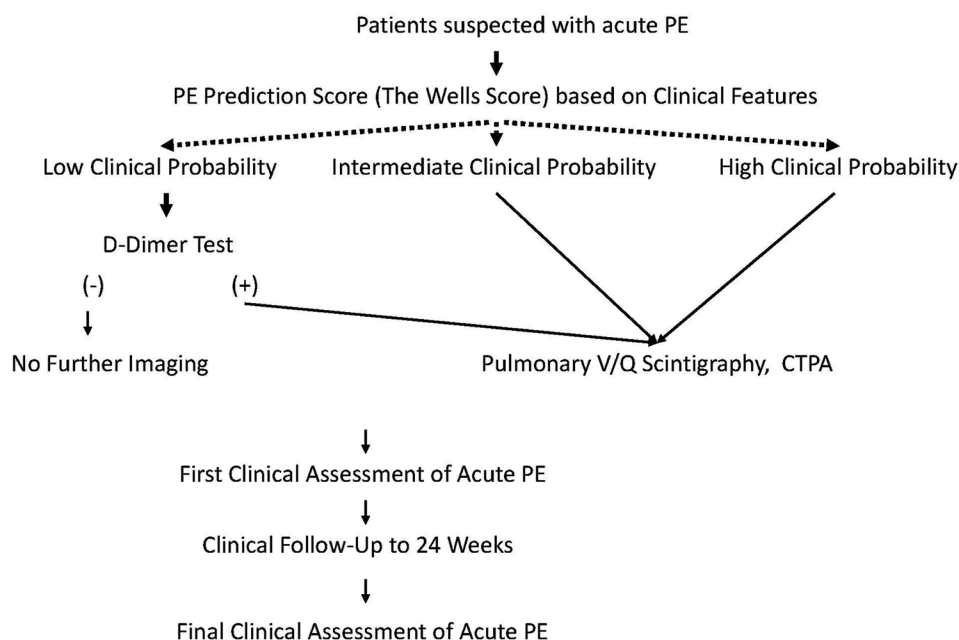 Patients suspected with acute PE
PE Prediction Score (The Wells Score) based on Clinical Features
Low Clinical Probability
Intermediate Clinical Probability
High Clinical Probability
D-Dimer Test
(-)
(+)
No Further Imaging
Pulmonary V/Q Scintigraphy, CTPA
First Clinical Assessment of Acute PE
Clinical Follow-Up to 24 Weeks
Final Clinical Assessment of Acute PE